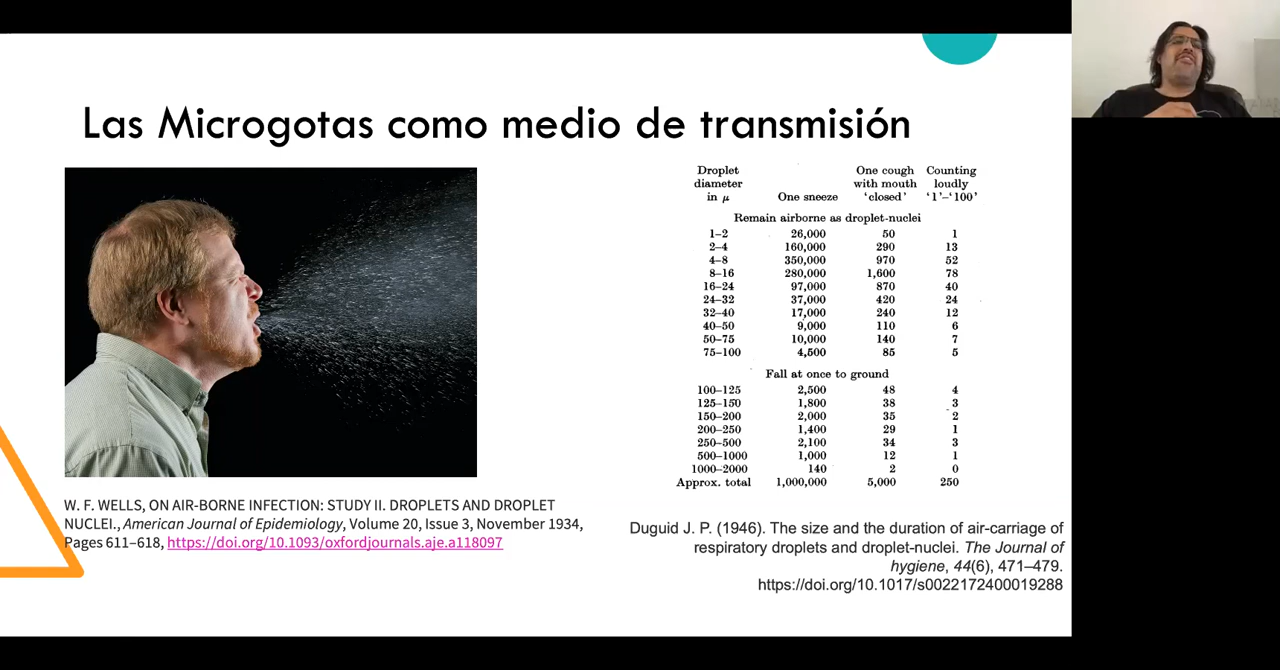 Las Microgotas como medio de transmisión
Droplet diameter in μ One sneeze One cough with mouth 'closed' Counting loudly '1'–'100'
Remain airborne as droplet-nuclei
1–2 26,000 50 1
2–4 160,000 290 13
4–8 350,000 970 52
8–16 280,000 1,600 78
16–24 97,000 870 40
24–32 37,000 420 24
32–40 17,000 240 12
40–50 9,000 110 6
50–75 10,000 140 7
75–100 4,500 85 5
Fall at once to ground
100–125 2,500 48 4
125–150 1,800 38 3
150–200 2,000 35 2
200–250 1,400 29 1
250–500 2,100 34 3
500–1000 1,000 12 1
1000–2000 140 2 0
Approx. total 1,000,000 5,000 250
W. F. WELLS, ON AIR-BORNE INFECTION: STUDY II. DROPLETS AND DROPLET
NUCLEI., American Journal of Epidemiology, Volume 20, Issue 3, November 1934,
Pages 611–618, https://doi.org/10.1093/oxfordjournals.aje.a118097
Duguid J. P. (1946). The size and the duration of air-carriage of
respiratory droplets and droplet-nuclei. The Journal of
hygiene, 44(6), 471–479.
https://doi.org/10.1017/s0022172400019288